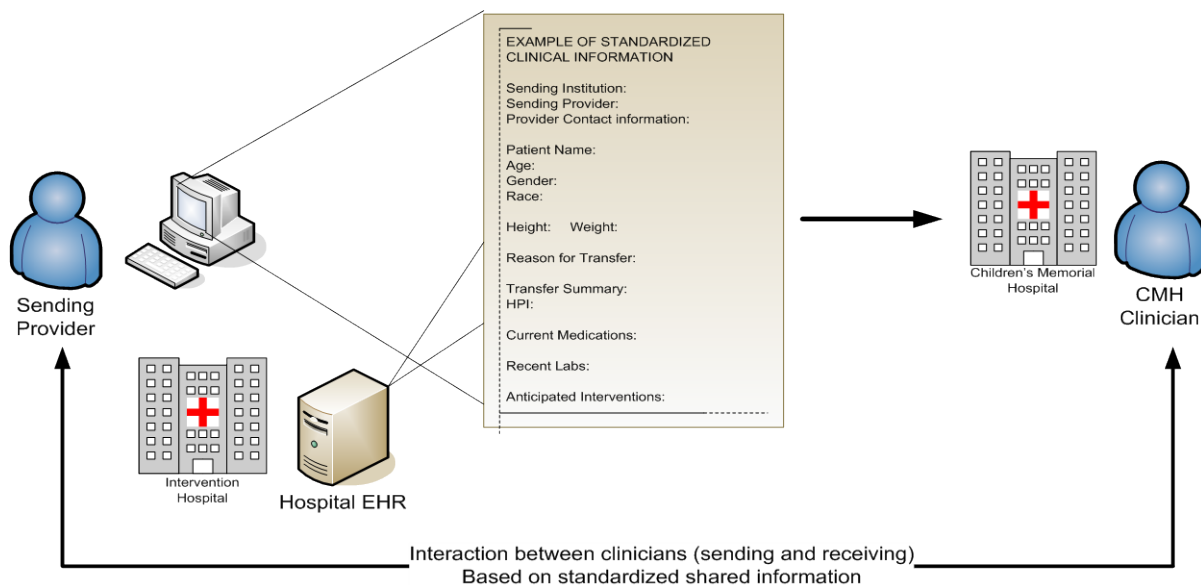 EXAMPLE OF STANDARDIZED
CLINICAL INFORMATION
Sending Institution:
Sending Provider:
Provider Contact information:
Patient Name:
Age:
Gender:
Race:
Height: Weight:
Reason for Transfer:
Transfer Summary:
HPI:
Current Medications:
Recent Labs:
Anticipated Interventions:
Sending
Provider
Intervention
Hospital
Hospital EHR
Children's Memorial
Hospital
CMH
Clinician
Interaction between clinicians (sending and receiving)
Based on standardized shared information